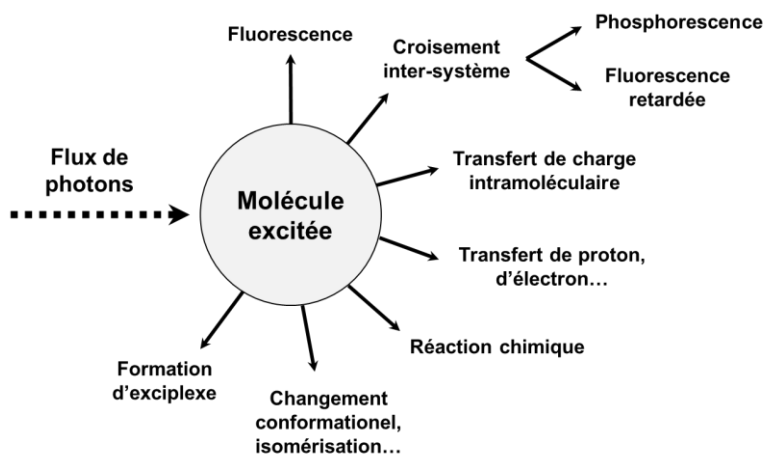 Fluorescence
Croisement
inter-système
Phosphorescence
Fluorescence
retardée
Flux de
photons
Molécule
excitée
Transfert de charge
intramoléculaire
Transfert de proton,
d’électron…
Réaction chimique
Changement
conformationel,
isomérisation…
Formation
d’exciplexe